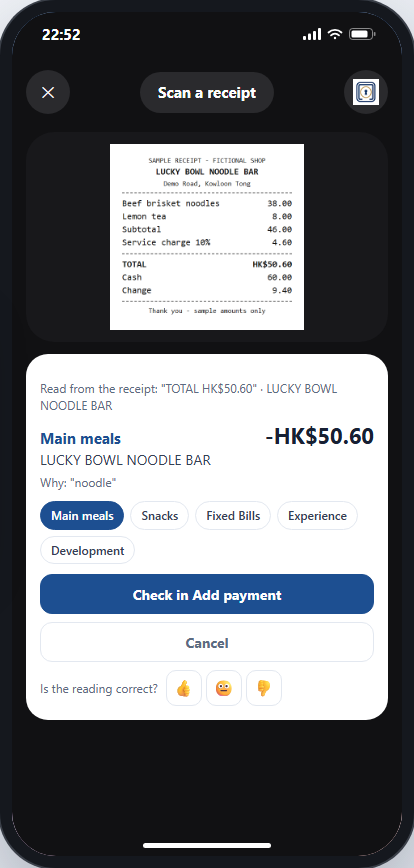 22:52
Scan a receipt
SAMPLE RECEIPT - FICTIONAL SHOP
LUCKY BOWL NOODLE BAR
Demo Road, Kowloon Tong
Beef brisket noodles 38.00
Lemon tea 8.00
Subtotal 46.00
Service charge 10% 4.60
TOTAL HK$50.60
Cash 60.00
Change 9.40
Thank you - sample amounts only
Read from the receipt: "TOTAL HK$50.60" · LUCKY BOWL
NOODLE BAR
Main meals -HK$50.60
LUCKY BOWL NOODLE BAR
Why: "noodle"
Main meals Snacks Fixed Bills Experience
Development
Check in Add payment
Cancel
Is the reading correct?